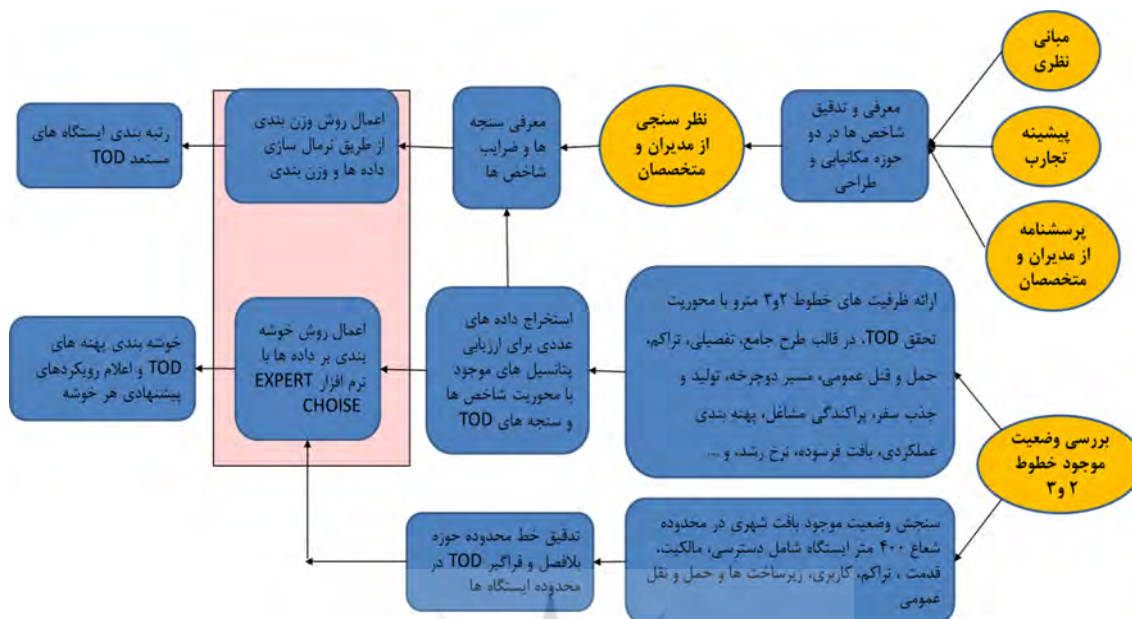 مبانی
نظری
پیشینه
تجارب
پرسشنامه
از مدیران و
متخصصان
معرفی و تدقیق
شاخص ها در دو
حوزه مکانیابی و
طراحی
نظر سنجی
از مدیران و
متخصصان
معرفی سنجه
ها و ضرایب
شاخص ها
اعمال روش وزن بندی
از طریق نرمال سازی
داده ها و وزن بندی
رتبه بندی ایستگاه های
مستعد TOD
بررسی وضعیت
موجود خطوط
۲ و۳
ارائه ظرفیت های خطوط ۲و۳ مترو با محوریت
تحقق TOD، در قالب طرح جامع، تفصیلی، تراکم،
حمل و قنل عمومی، مسیر دوچرخه، تولید و
جذب سفر، پراکندگی مشاغل، پهنه بندی
عملکردی، بافت فرسوده، نرخ رشد، و ...
استخراج داده های
عددی برای ارزیابی
پتانسیل های موجود
با محوریت شاخص ها
و سنجه های TOD
اعمال روش خوشه
بندی بر داده ها با
نرم افزار EXPERT
CHOISE
خوشه بندی پهنه های
TOD و اعلام رویکردهای
پیشنهادی هر خوشه
سنجش وضعیت موجود بافت شهری در محدوده
شعاع ۴۰۰ متر ایستگاه شامل دسترسی، مالکیت،
قدمت ، تراکم، کاربری، زیرساخت ها و حمل و نقل
عمومی
تدقیق خط محدوده حوزه
بلافصل و فراگیر TOD در
محدوده ایستگاه ها